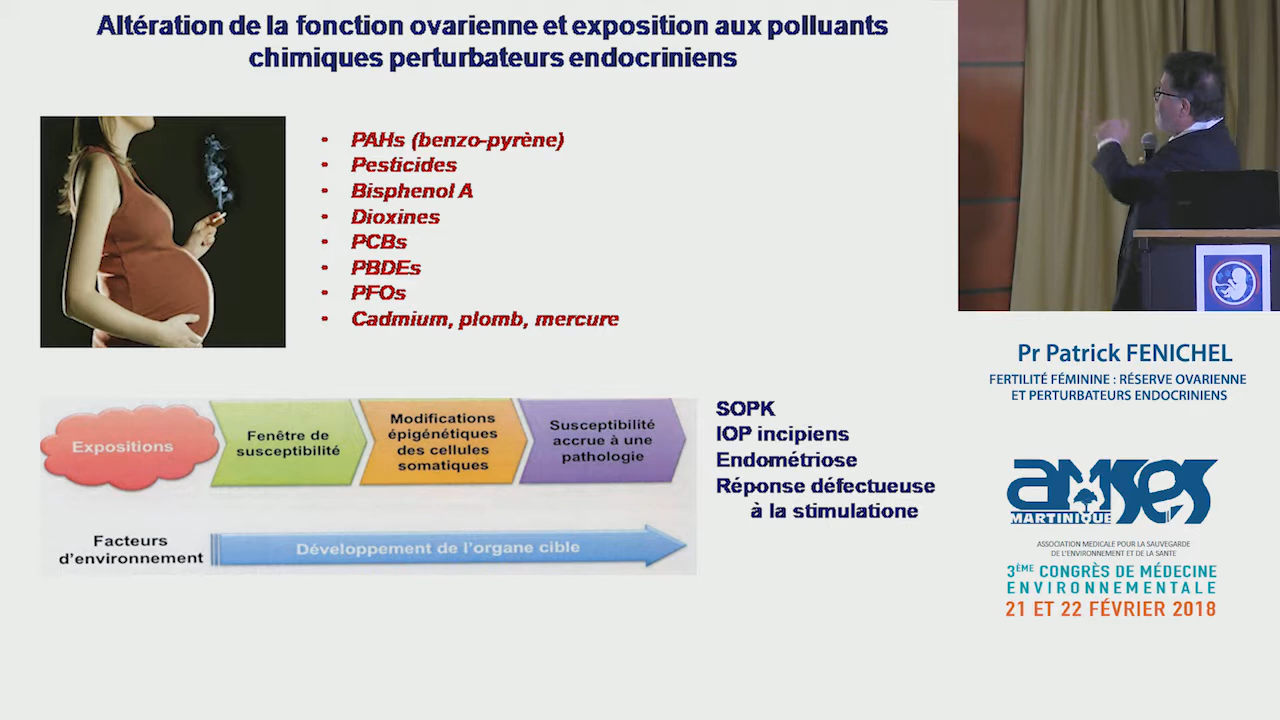 Altération de la fonction ovarienne et exposition aux polluants
chimiques perturbateurs endocriniens
• PAHs (benzo-pyrène)
• Pesticides
• Bisphenol A
• Dioxines
• PCBs
• PBDEs
• PFOs
• Cadmium, plomb, mercure
Expositions
Fenêtre de
susceptibilité
Modifications
épigénétiques
des cellules
somatiques
Susceptibilité
accrue à une
pathologie
Facteurs
d'environnement
Développement de l'organe cible
SOPK
IOP incipiens
Endométriose
Réponse défectueuse
à la stimulatione
Pr Patrick FENICHEL
FERTILITÉ FÉMININE : RÉSERVE OVARIENNE
ET PERTURBATEURS ENDOCRINIENS
AMSES
MARTINIQUE
ASSOCIATION MEDICALE POUR LA SAUVEGARDE
DE L'ENVIRONNEMENT ET DE LA SANTE
3ÈME CONGRÈS DE MÉDECINE
ENVIRONNEMENTALE
21 ET 22 FÉVRIER 2018